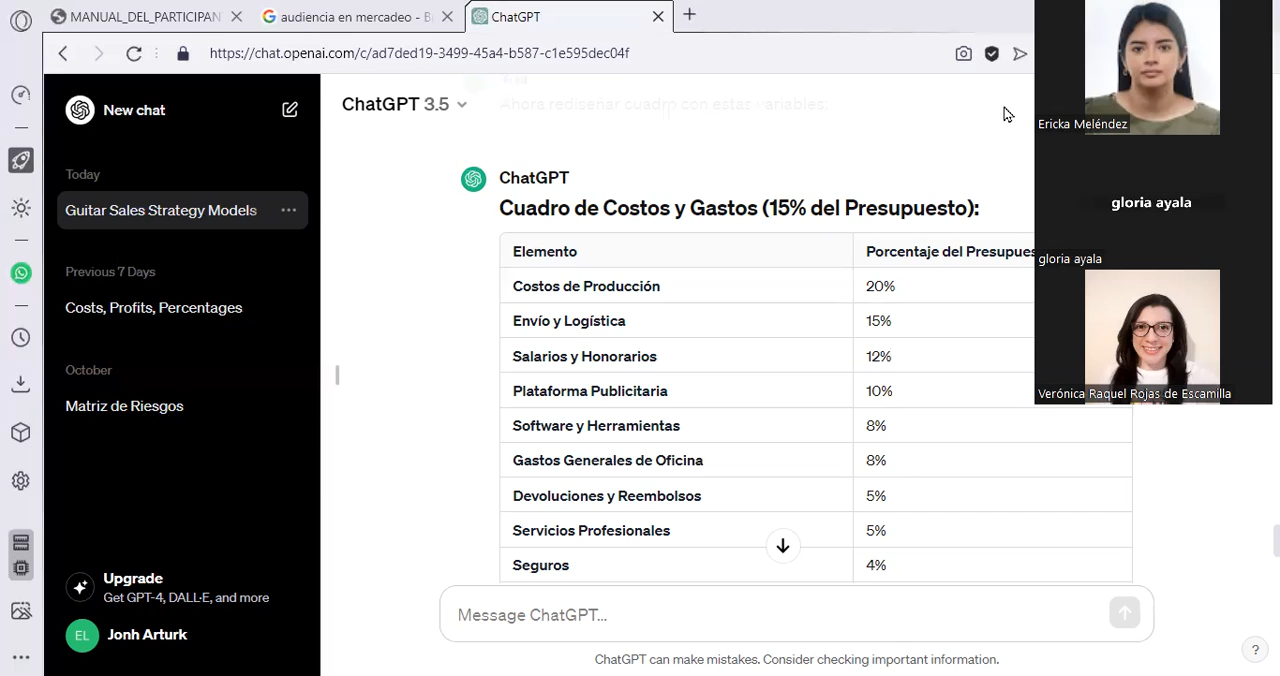 MANUAL_DEL_PARTICIPAN
audiencia en mercadeo - B
ChatGPT
https://chat.openai.com/c/ad7ded19-3499-45a4-b587-c1e595dec04f
New chat
Today
Guitar Sales Strategy Models
Previous 7 Days
Costs, Profits, Percentages
October
Matriz de Riesgos
Upgrade
Get GPT-4, DALL·E, and more
EL
Jonh Arturk
ChatGPT 3.5
Ahora rediseñar cuadro con estas variables:
ChatGPT
Cuadro de Costos y Gastos (15% del Presupuesto):
Elemento Porcentaje del Presupues
Costos de Producción 20%
Envío y Logística 15%
Salarios y Honorarios 12%
Plataforma Publicitaria 10%
Software y Herramientas 8%
Gastos Generales de Oficina 8%
Devoluciones y Reembolsos 5%
Servicios Profesionales 5%
Seguros 4%
Message ChatGPT...
ChatGPT can make mistakes. Consider checking important information.
?
Ericka Meléndez
gloria ayala
gloria ayala
Verónica Raquel Rojas de Escamilla